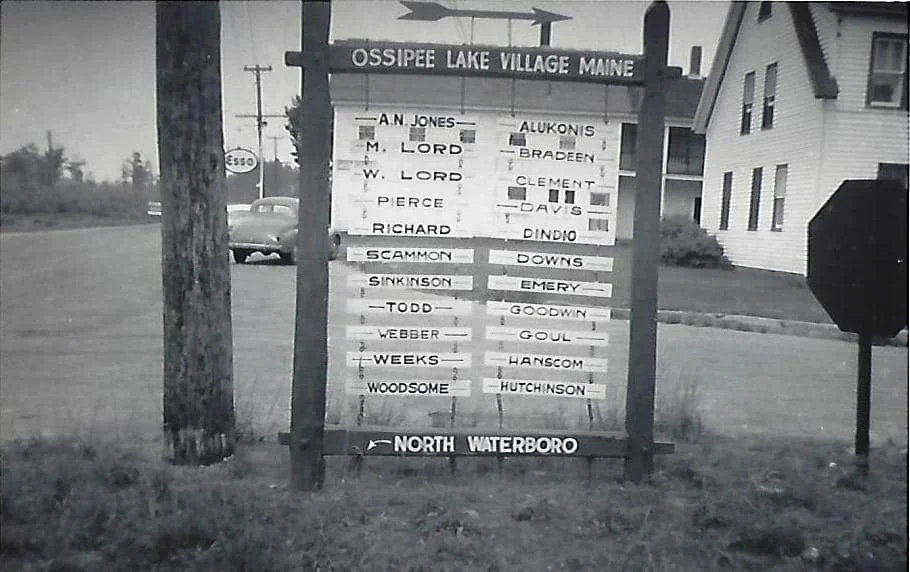 OSSIPEE LAKE VILLAGE MAINE
A.N. JONES
M. LORD
W. LORD
PIERCE
RICHARD
SCAMMON
SINKINSON
TODD
WEBBER
WEEKS
WOODSOME
ALUKONIS
BRADEEN
CLEMENT
DAVIS
DINDIO
DOWNS
EMERY
GOODWIN
GOUL
HANSCOM
HUTCHINSON
NORTH WATERBORO
Esso